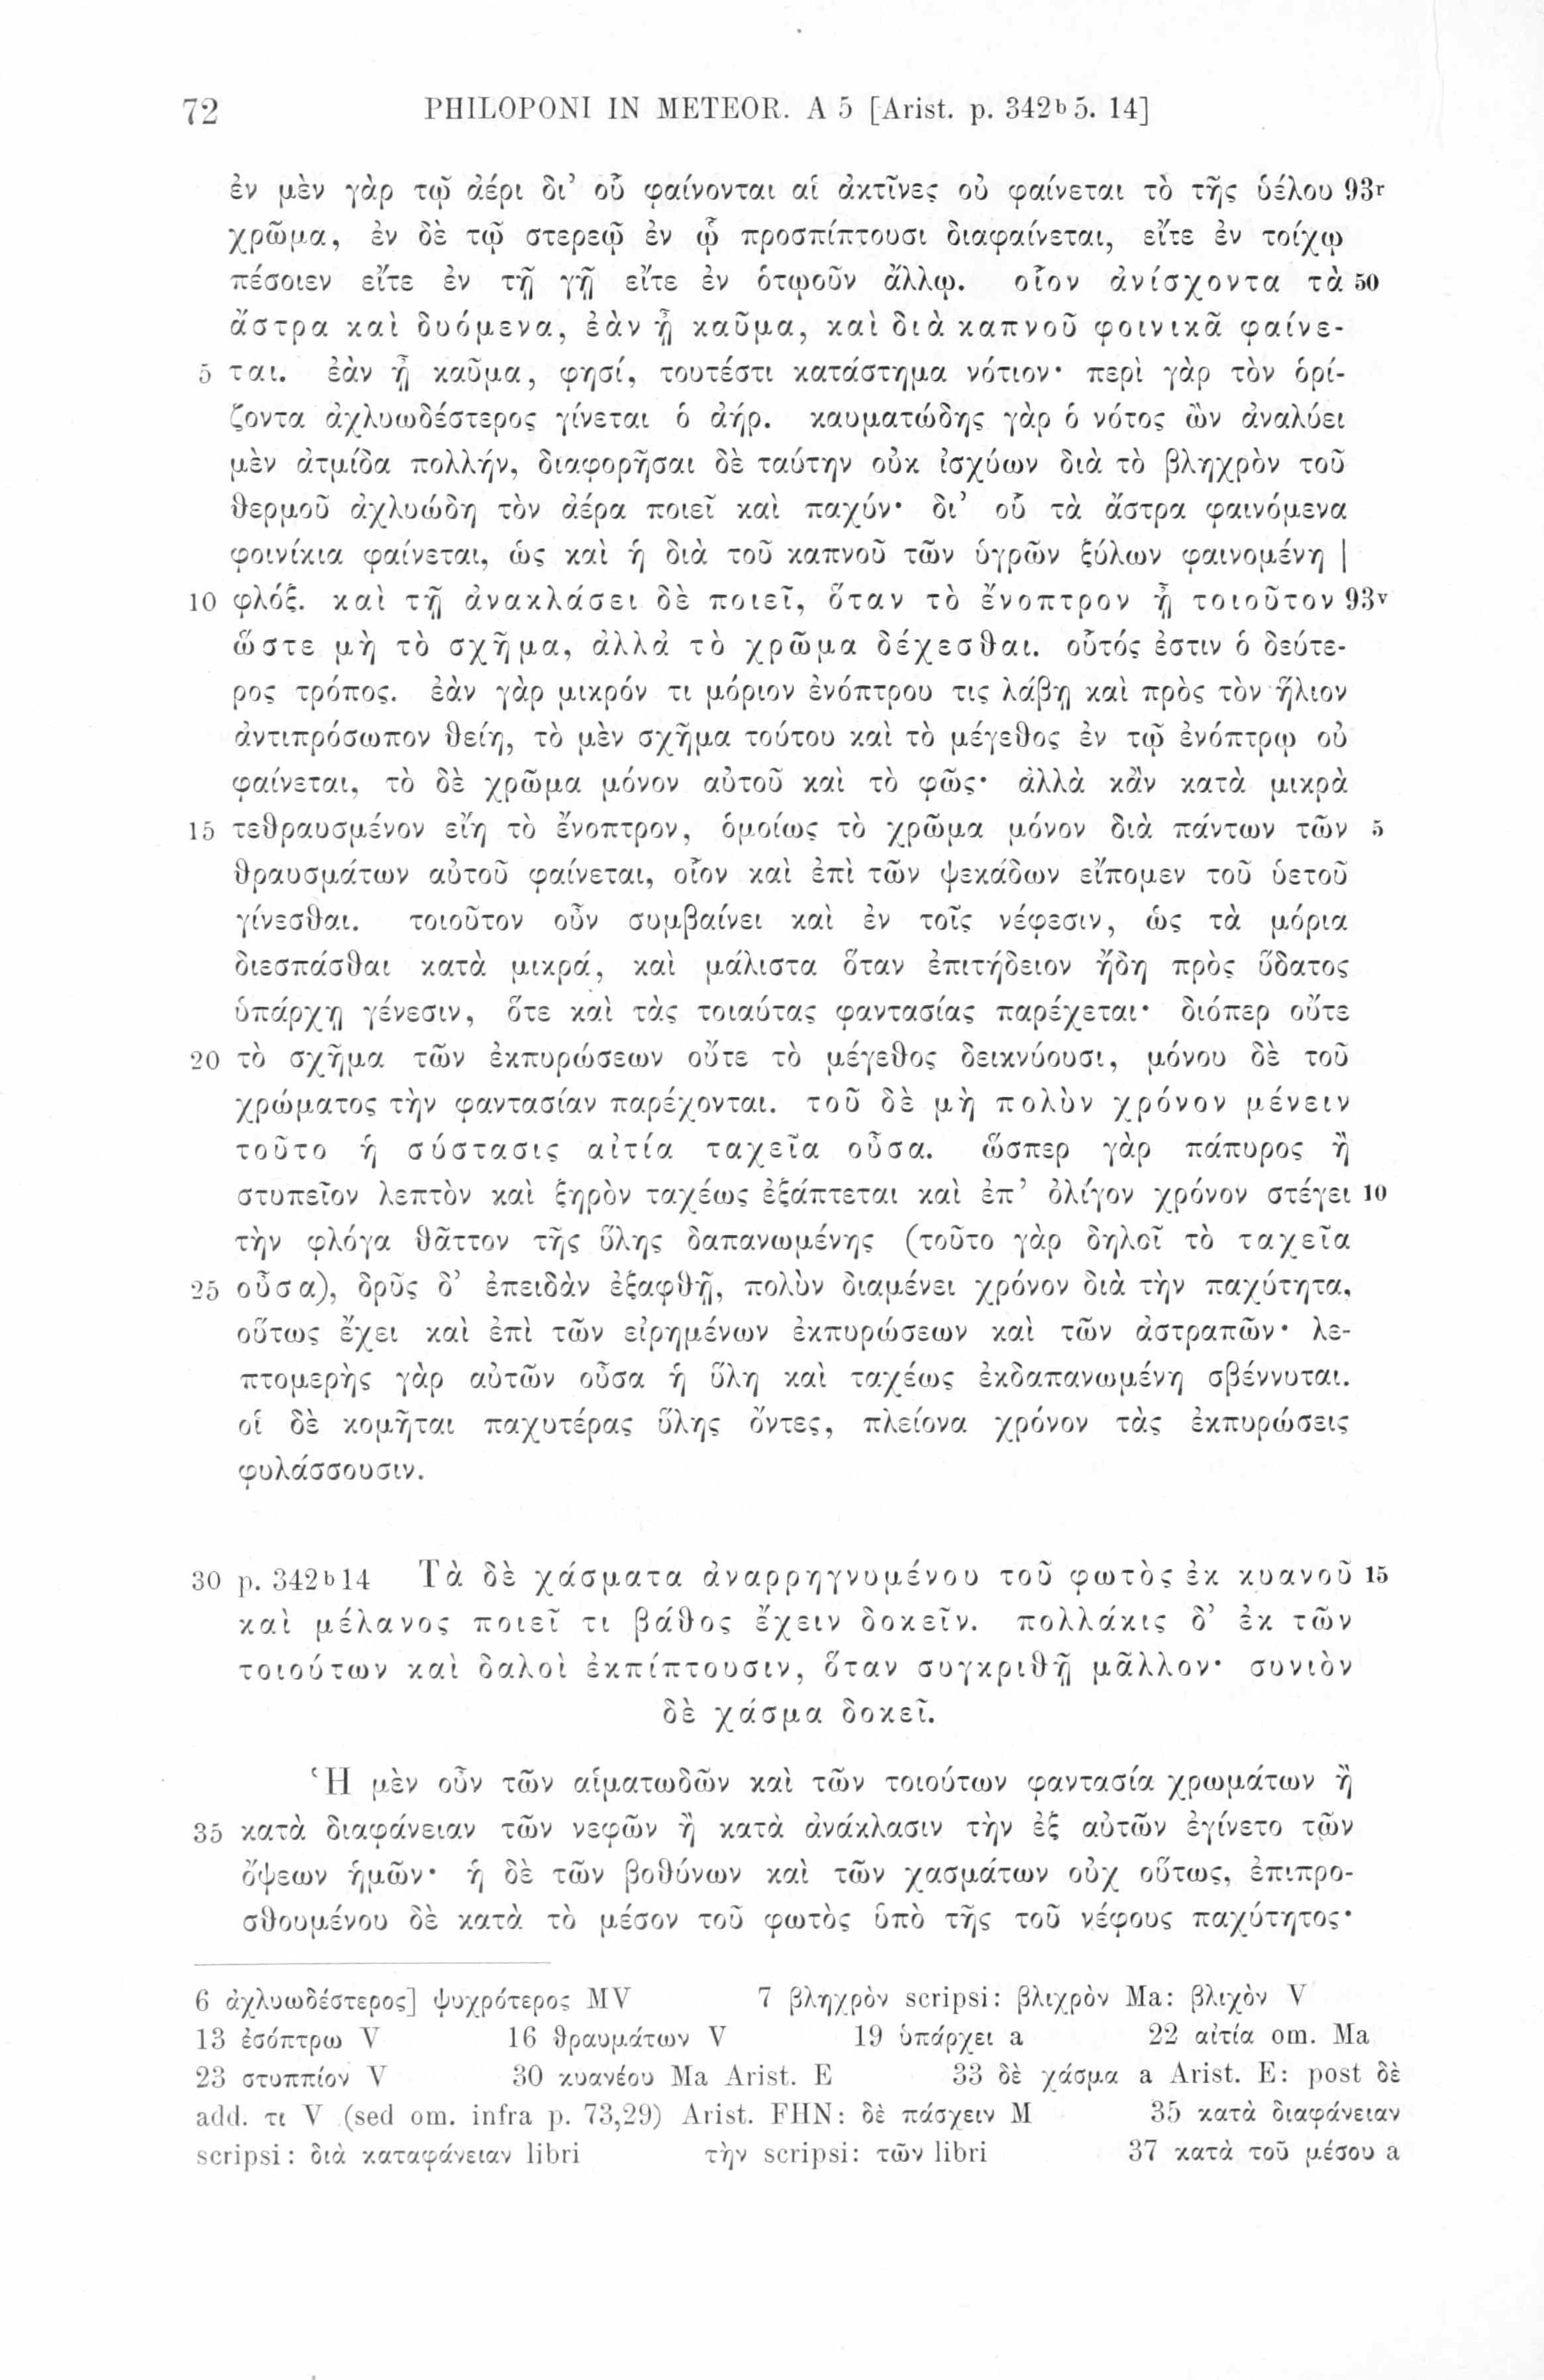 72 PHILOPONI IN METEOR. A 5 [Arist. p. 342b5. 14]
ἐν μὲν γὰρ τῷ ἀέρι δι’ οὗ φαίνονται αἱ ἀκτῖνες οὐ φαίνεται τὸ τῆς ὑέλου 93r
χρῶμα, ἐν δὲ τῷ στερεῷ ἐν ᾧ προσπίπτουσι διαφαίνεται, εἴτε ἐν τοίχῳ
πέσοιεν εἴτε ἐν τῇ γῇ εἴτε ἐν ὁτῳοῦν ἄλλῳ. οἷον ἀνίσχοντα τὰ 50
ἄστρα καὶ δυόμενα, ἐὰν ᾖ καῦμα, καὶ διὰ καπνοῦ φοινικᾶ φαίνε-
5 ται. ἐὰν ᾖ καῦμα, φησί, τουτέστι κατάστημα νότιον· περὶ γὰρ τὸν ὁρί-
ζοντα ἀχλυωδέστερος γίνεται ὁ ἀήρ. καυματώδης γὰρ ὁ νότος ὢν ἀναλύει
μὲν ἀτμίδα πολλήν, διαφορῆσαι δὲ ταύτην οὐκ ἰσχύων διὰ τὸ βληχρὸν τοῦ
θερμοῦ ἀχλυώδη τὸν ἀέρα ποιεῖ καὶ παχύν· δι’ οὗ τὰ ἄστρα φαινόμενα
φοινίκια φαίνεται, ὡς καὶ ἡ διὰ τοῦ καπνοῦ τῶν ὑγρῶν ξύλων φαινομένη |
10 φλόξ. καὶ τῇ ἀνακλάσει δὲ ποιεῖ, ὅταν τὸ ἔνοπτρον ᾖ τοιοῦτον 93v
ὥστε μὴ τὸ σχῆμα, ἀλλὰ τὸ χρῶμα δέχεσθαι. οὗτός ἐστιν ὁ δεύτε-
ρος τρόπος. ἐὰν γὰρ μικρόν τι μόριον ἐνόπτρου τις λάβῃ καὶ πρὸς τὸν ἥλιον
ἀντιπρόσωπον θείη, τὸ μὲν σχῆμα τούτου καὶ τὸ μέγεθος ἐν τῷ ἐνόπτρῳ οὐ
φαίνεται, τὸ δὲ χρῶμα μόνον αὐτοῦ καὶ τὸ φῶς· ἀλλὰ κἂν κατὰ μικρὰ
15 τεθραυσμένον εἴη τὸ ἔνοπτρον, ὁμοίως τὸ χρῶμα μόνον διὰ πάντων τῶν 5
θραυσμάτων αὐτοῦ φαίνεται, οἷον καὶ ἐπὶ τῶν ψεκάδων εἴπομεν τοῦ ὑετοῦ
γίνεσθαι. τοιοῦτον οὖν συμβαίνει καὶ ἐν τοῖς νέφεσιν, ὡς τὰ μόρια
διεσπάσθαι κατὰ μικρά, καὶ μάλιστα ὅταν ἐπιτήδειον ἤδη πρὸς ὕδατος
ὑπάρχῃ γένεσιν, ὅτε καὶ τὰς τοιαύτας φαντασίας παρέχεται· διόπερ οὔτε
20 τὸ σχῆμα τῶν ἐκπυρώσεων οὔτε τὸ μέγεθος δεικνύουσι, μόνου δὲ τοῦ
χρώματος τὴν φαντασίαν παρέχονται. τοῦ δὲ μὴ πολὺν χρόνον μένειν
τοῦτο ἡ σύστασις αἰτία ταχεῖα οὖσα. ὥσπερ γὰρ πάπυρος ἢ
στυπεῖον λεπτὸν καὶ ξηρὸν ταχέως ἐξάπτεται καὶ ἐπ’ ὀλίγον χρόνον στέγει 10
τὴν φλόγα θᾶττον τῆς ὕλης δαπανωμένης (τοῦτο γὰρ δηλοῖ τὸ ταχεῖα
25 οὖσα), δρῦς δ’ ἐπειδὰν ἐξαφθῇ, πολὺν διαμένει χρόνον διὰ τὴν παχύτητα,
οὕτως ἔχει καὶ ἐπὶ τῶν εἰρημένων ἐκπυρώσεων καὶ τῶν ἀστραπῶν· λε-
πτομερὴς γὰρ αὐτῶν οὖσα ἡ ὕλη καὶ ταχέως ἐκδαπανωμένη σβέννυται.
οἱ δὲ κομῆται παχυτέρας ὕλης ὄντες, πλείονα χρόνον τὰς ἐκπυρώσεις
φυλάσσουσιν.
30 p. 342b14 Τὰ δὲ χάσματα ἀναρρηγνυμένου τοῦ φωτὸς ἐκ κυανοῦ 15
καὶ μέλανος ποιεῖ τι βάθος ἔχειν δοκεῖν. πολλάκις δ’ ἐκ τῶν
τοιούτων καὶ δαλοὶ ἐκπίπτουσιν, ὅταν συγκριθῇ μᾶλλον· συνιὸν
δὲ χάσμα δοκεῖ.
Ἡ μὲν οὖν τῶν αἱματωδῶν καὶ τῶν τοιούτων φαντασία χρωμάτων ἢ
35 κατὰ διαφάνειαν τῶν νεφῶν ἢ κατὰ ἀνάκλασιν τὴν ἐξ αὐτῶν ἐγίνετο τῶν
ὄψεων ἡμῶν· ἡ δὲ τῶν βοθύνων καὶ τῶν χασμάτων οὐχ οὕτως, ἐπιπρο-
σθουμένου δὲ κατὰ τὸ μέσον τοῦ φωτὸς ὑπὸ τῆς τοῦ νέφους παχύτητος·
6 ἀχλυωδέστερος] ψυχρότερος MV 7 βληχρὸν scripsi: βλιχρὸν Ma: βλιχὸν V
13 ἐσόπτρω V 16 θραυμάτων V 19 ὑπάρχει a 22 αἰτία om. Ma
23 στυππίον V 30 κυανέου Ma Arist. E 33 δὲ χάσμα a Arist. E: post δὲ
add. τι V (sed om. infra p. 73,29) Arist. FHN: δὲ πάσχειν M 35 κατὰ διαφάνειαν
scripsi: διὰ καταφάνειαν libri τὴν scripsi: τῶν libri 37 κατὰ τοῦ μέσου a